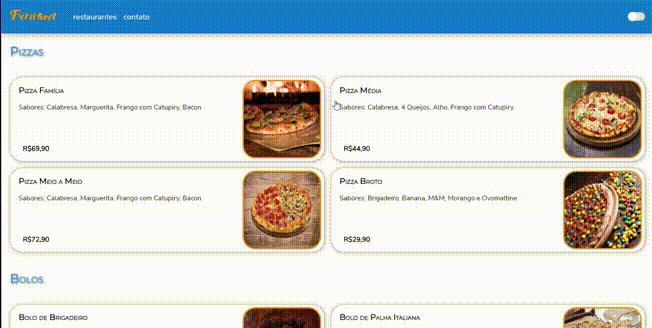 restaurantes contato
Pizzas
Pizza Família
Sabores: Calabresa, Marguerita, Frango com Catupiry, Bacon
R$69,90
Pizza Média
Sabores: Calabresa, 4 Queijos, Alho, Frango com Catupiry
R$44,90
Pizza Meio a Meio
Sabores: Calabresa, Marguerita, Frango com Catupiry, Bacon
R$72,90
Pizza Broto
Sabores: Brigadeiro, Banana, M&M, Morango e Ovomaltine
R$29,90
Bolos
Bolo de Brigadeiro
Bolo de Palha Italiana